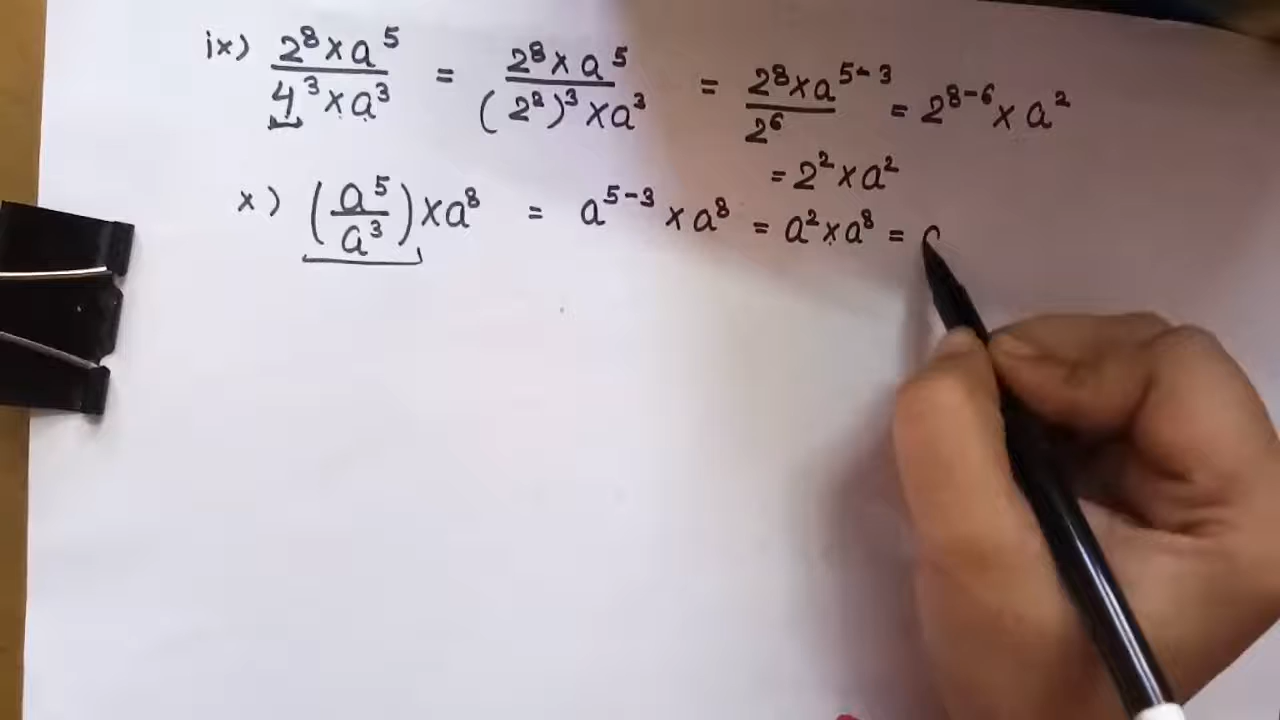 ix) 2⁸ × a⁵ / 4³ × a³ = 2⁸ × a⁵ / (2²)³ × a³ = 2⁸ × a⁵⁻³ / 2⁶ = 2⁸⁻⁶ × a²
= 2² × a²
x) (a⁵ / a³) × a⁸ = a⁵⁻³ × a⁸ = a² × a⁸ =